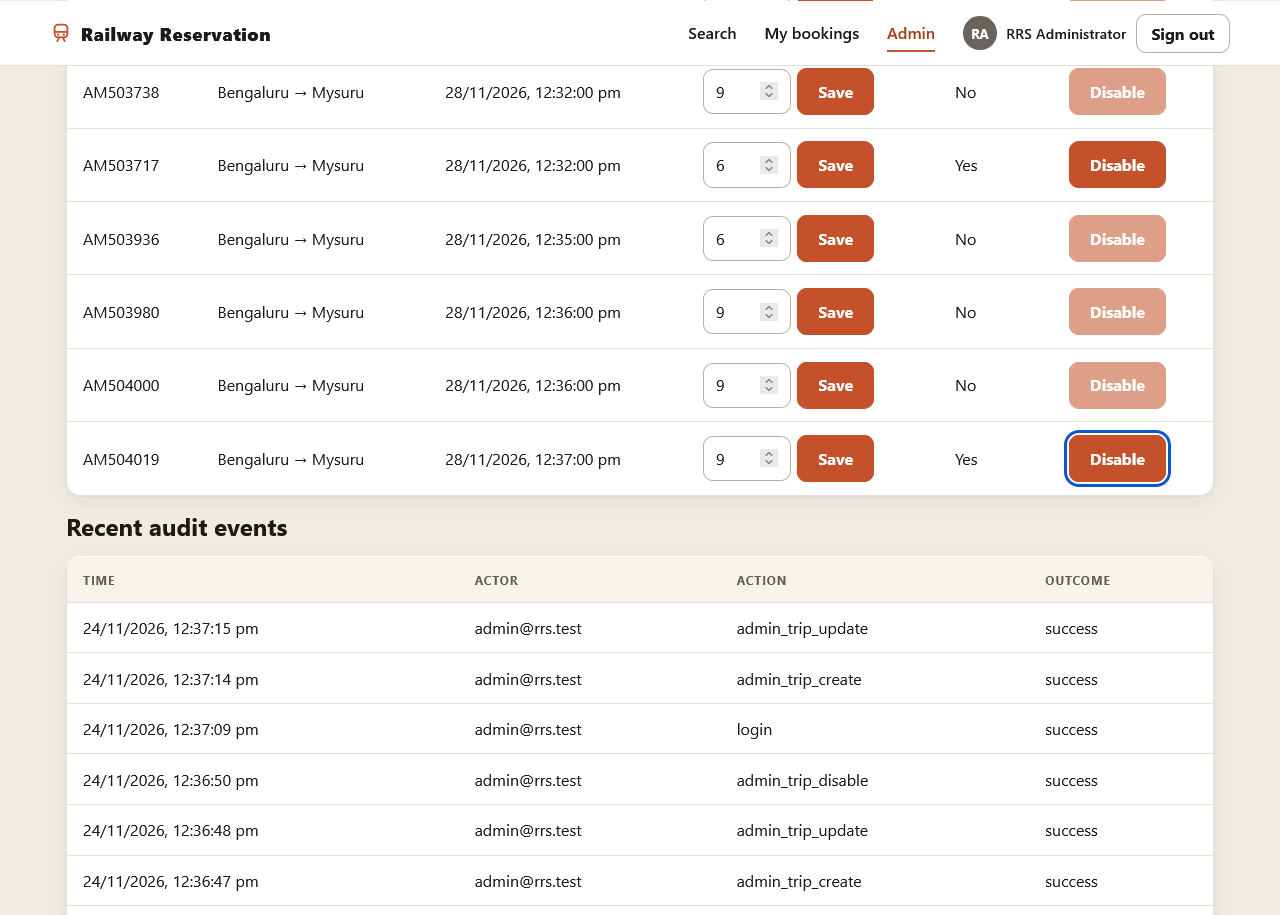 Railway Reservation Search My bookings Admin RA RRS Administrator Sign out
AM503738 Bengaluru → Mysuru 28/11/2026, 12:32:00 pm 9 Save No Disable
AM503717 Bengaluru → Mysuru 28/11/2026, 12:32:00 pm 6 Save Yes Disable
AM503936 Bengaluru → Mysuru 28/11/2026, 12:35:00 pm 6 Save No Disable
AM503980 Bengaluru → Mysuru 28/11/2026, 12:36:00 pm 9 Save No Disable
AM504000 Bengaluru → Mysuru 28/11/2026, 12:36:00 pm 9 Save No Disable
AM504019 Bengaluru → Mysuru 28/11/2026, 12:37:00 pm 9 Save Yes Disable
Recent audit events
TIME ACTOR ACTION OUTCOME
24/11/2026, 12:37:15 pm admin@rrs.test admin_trip_update success
24/11/2026, 12:37:14 pm admin@rrs.test admin_trip_create success
24/11/2026, 12:37:09 pm admin@rrs.test login success
24/11/2026, 12:36:50 pm admin@rrs.test admin_trip_disable success
24/11/2026, 12:36:48 pm admin@rrs.test admin_trip_update success
24/11/2026, 12:36:47 pm admin@rrs.test admin_trip_create success